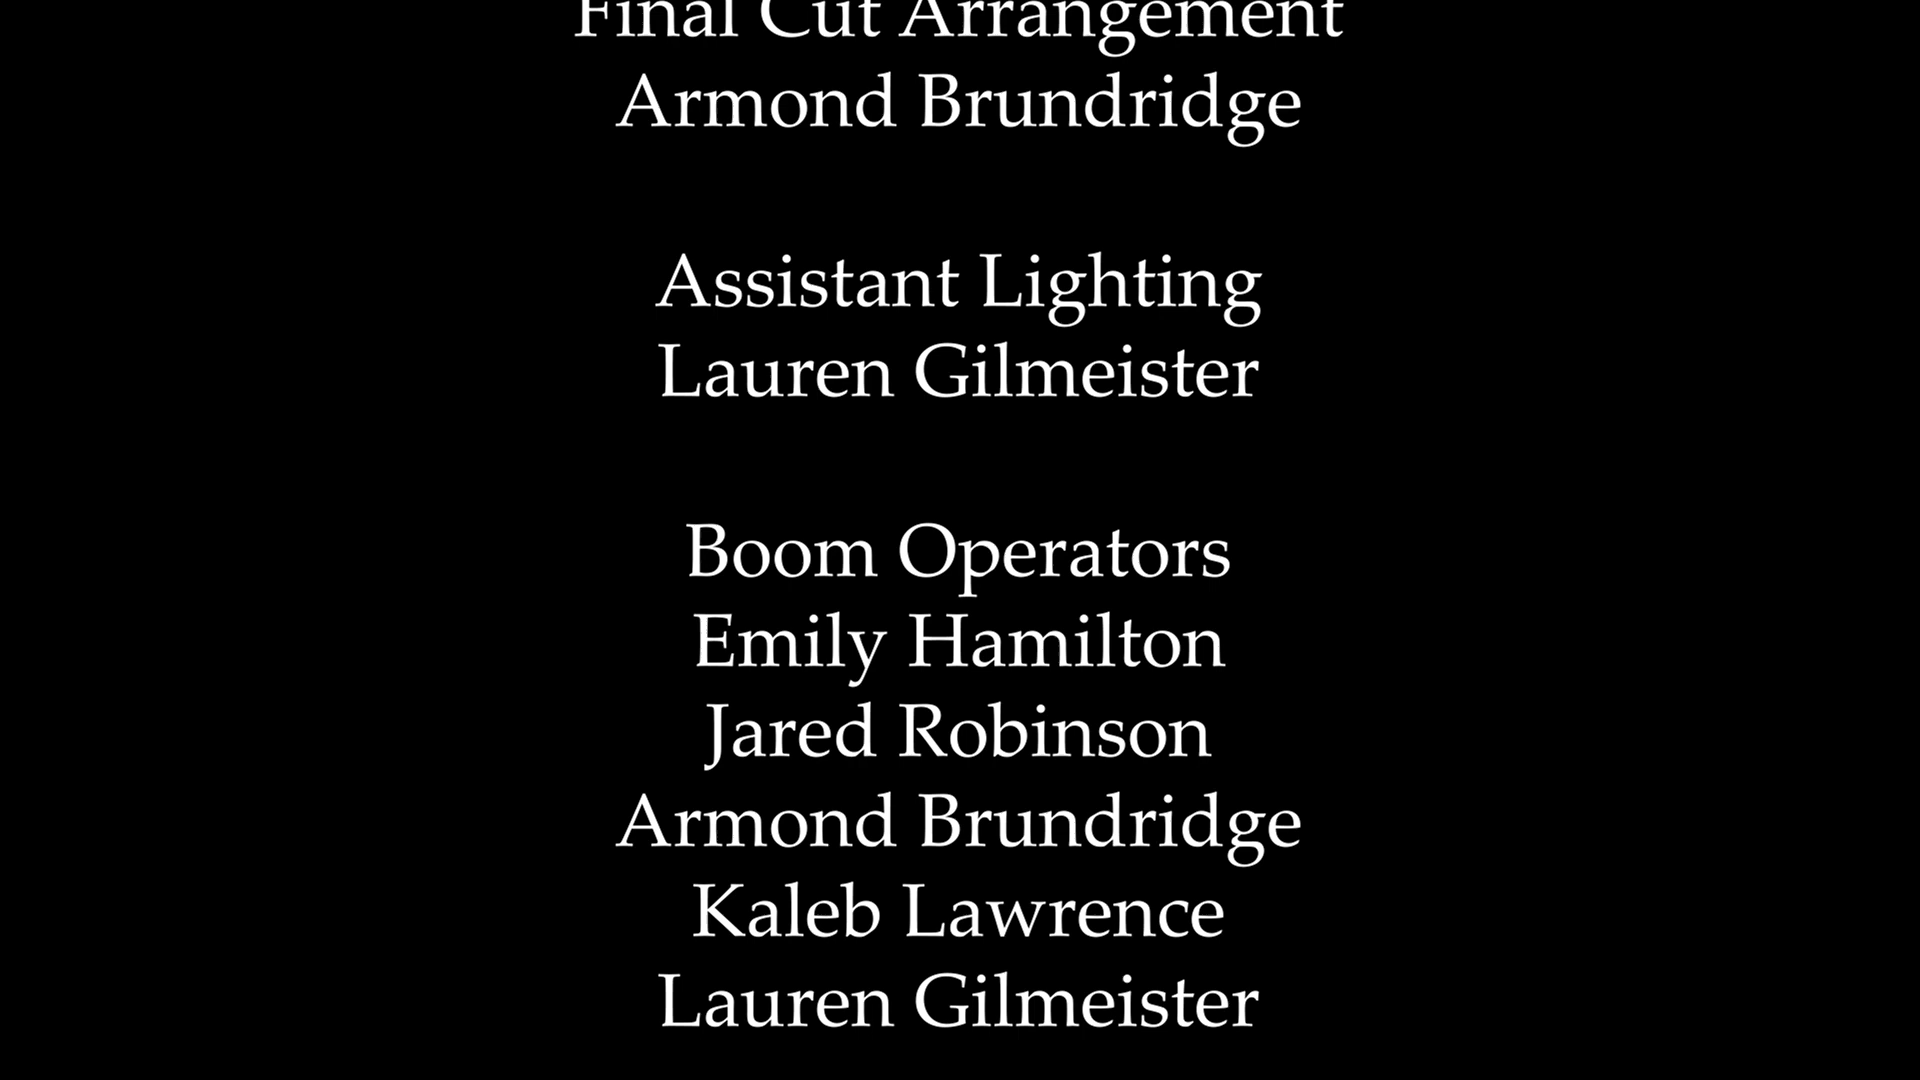 Final Cut Arrangement
Armond Brundridge
Assistant Lighting
Lauren Gilmeister
Boom Operators
Emily Hamilton
Jared Robinson
Armond Brundridge
Kaleb Lawrence
Lauren Gilmeister